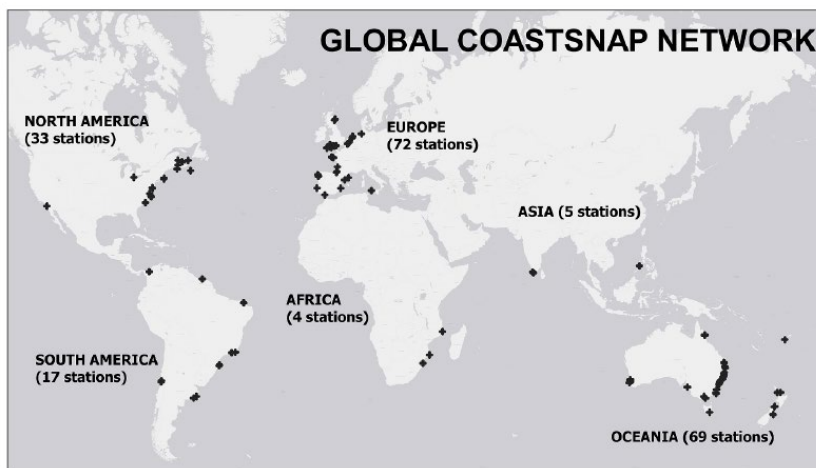 GLOBAL COASTSNAP NETWORK
NORTH AMERICA
(33 stations)
EUROPE
(72 stations)
ASIA (5 stations)
AFRICA
(4 stations)
SOUTH AMERICA
(17 stations)
OCEANIA (69 stations)